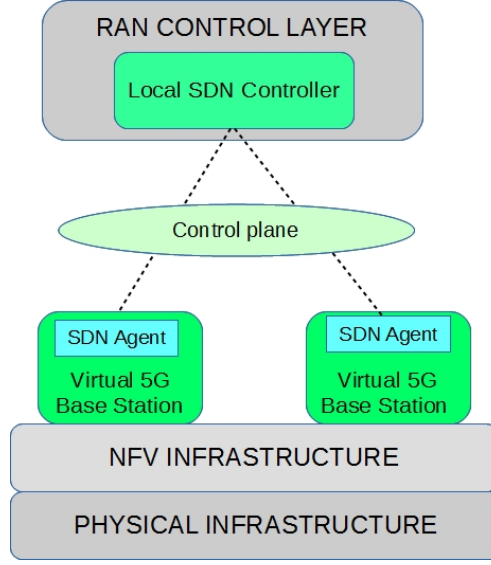 RAN CONTROL LAYER
Local SDN Controller
Control plane
SDN Agent
Virtual 5G
Base Station
SDN Agent
Virtual 5G
Base Station
NFV INFRASTRUCTURE
PHYSICAL INFRASTRUCTURE